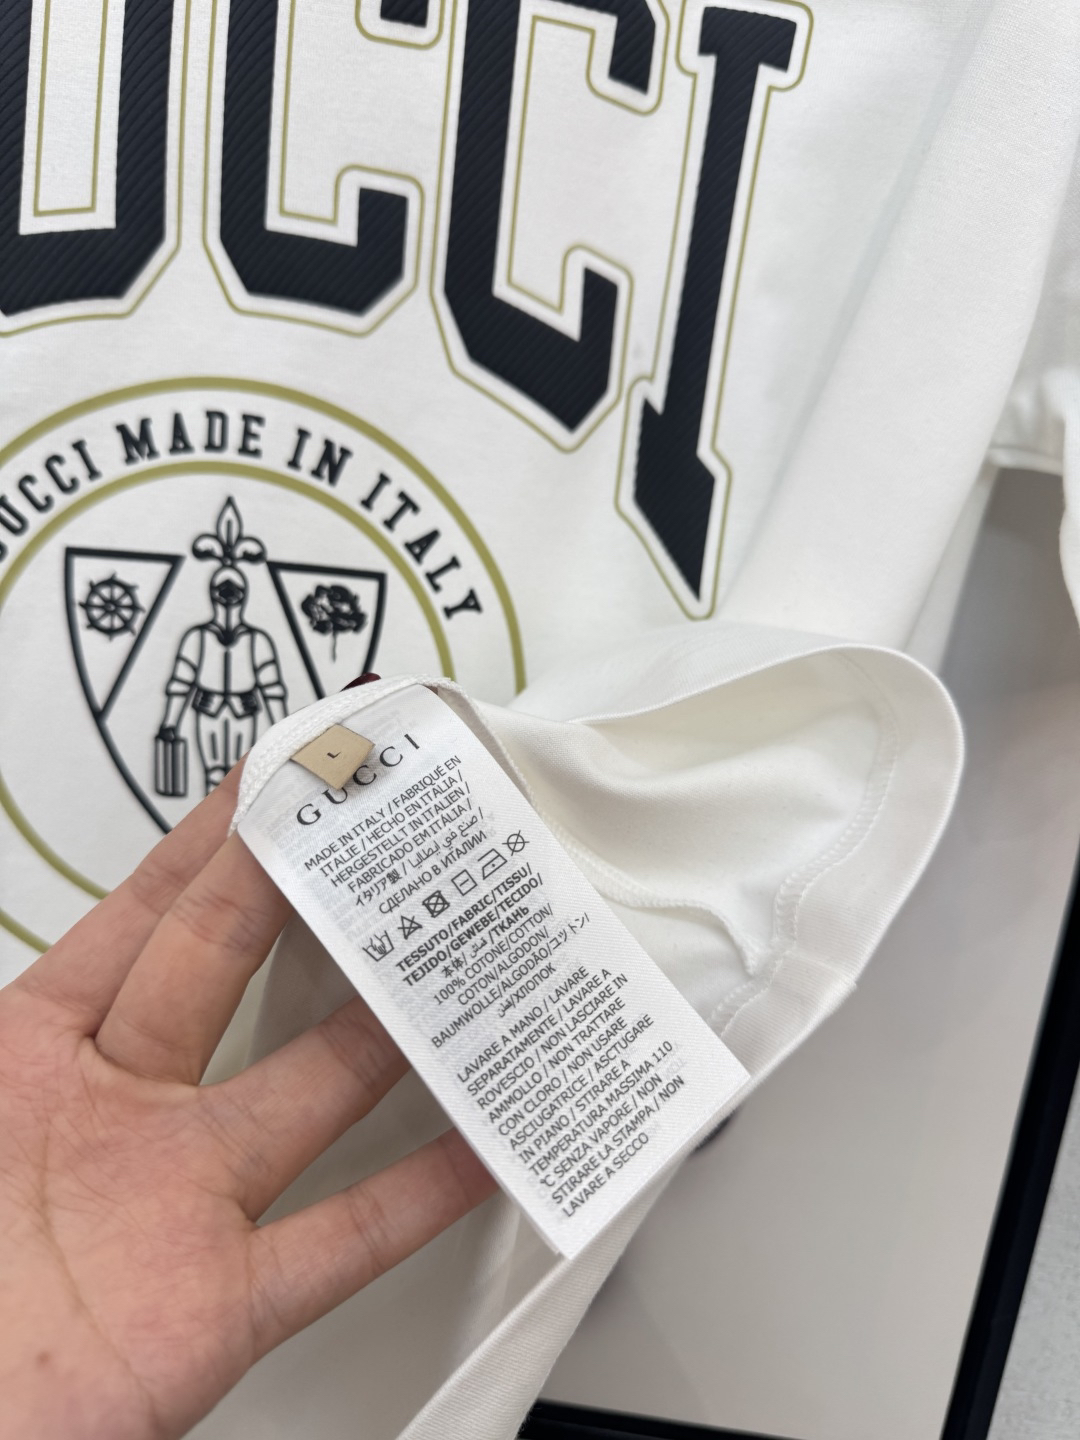 UCCI
GUCCI MADE IN ITALY
L
GUCCI
MADE IN ITALY / FABRIQUÉ EN
ITALIE / HECHO EN ITALIA /
HERGESTELLT IN ITALIEN /
FABRICADO EM ITÁLIA /
イタリア製 / صنع في إيطاليا /
СДЕЛАНО В ИТАЛИИ
TESSUTO/FABRIC/TISSU/
TEJIDO/GEWEBE/TECIDO/
本体/ قماش /ТКАНЬ
100% COTONE/COTTON/
COTON/ALGODON/
BAUMWOLLE/ALGODÃO/コットン/
قطن/ХЛОПОК
LAVARE A MANO / LAVARE
SEPARATAMENTE / LAVARE A
ROVESCIO / NON LASCIARE IN
AMMOLLO / NON TRATTARE
CON CLORO / NON USARE
ASCIUGATRICE / ASCTUGARE
IN PIANO / STIRARE A
TEMPERATURA MASSIMA 110
℃ SENZA VAPORE / NON
STIRARE LA STAMPA / NON
LAVARE A SECCO